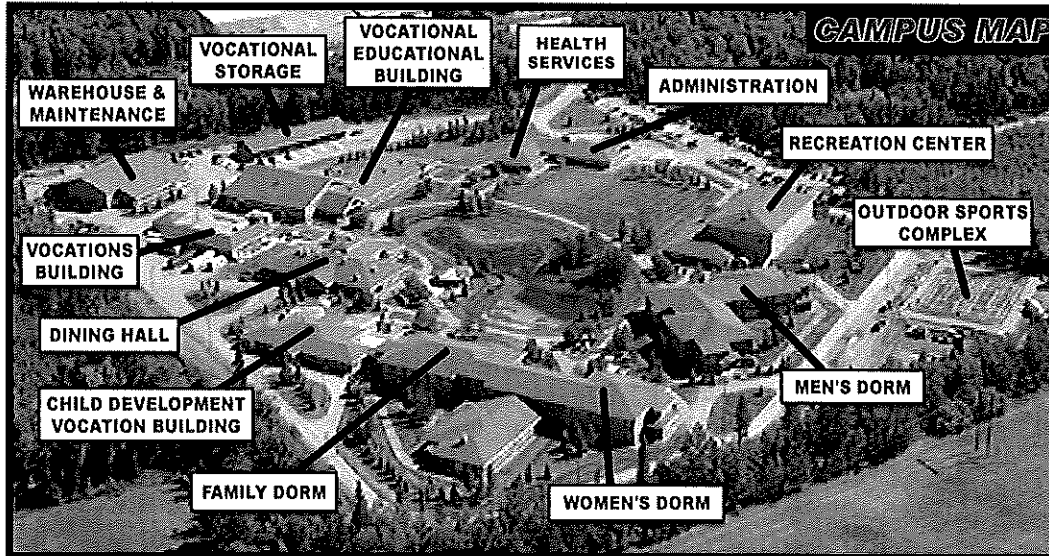 CAMPUS MAP
VOCATIONAL
STORAGE
VOCATIONAL
EDUCATIONAL
BUILDING
HEALTH
SERVICES
ADMINISTRATION
WAREHOUSE &
MAINTENANCE
RECREATION CENTER
OUTDOOR SPORTS
COMPLEX
VOCATIONS
BUILDING
DINING HALL
CHILD DEVELOPMENT
VOCATION BUILDING
MEN'S DORM
FAMILY DORM
WOMEN'S DORM